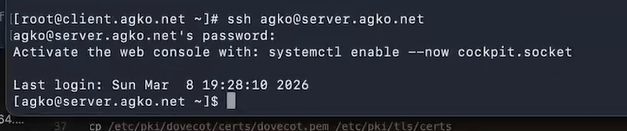 [root@client.agko.net ~]# ssh agko@server.agko.net
agko@server.agko.net's password:
Activate the web console with: systemctl enable --now cockpit.socket

Last login: Sun Mar  8 19:28:10 2026
[agko@server.agko.net ~]$
64....
37 cp /etc/pki/dovecot/certs/dovecot.pem /etc/pki/tls/certs